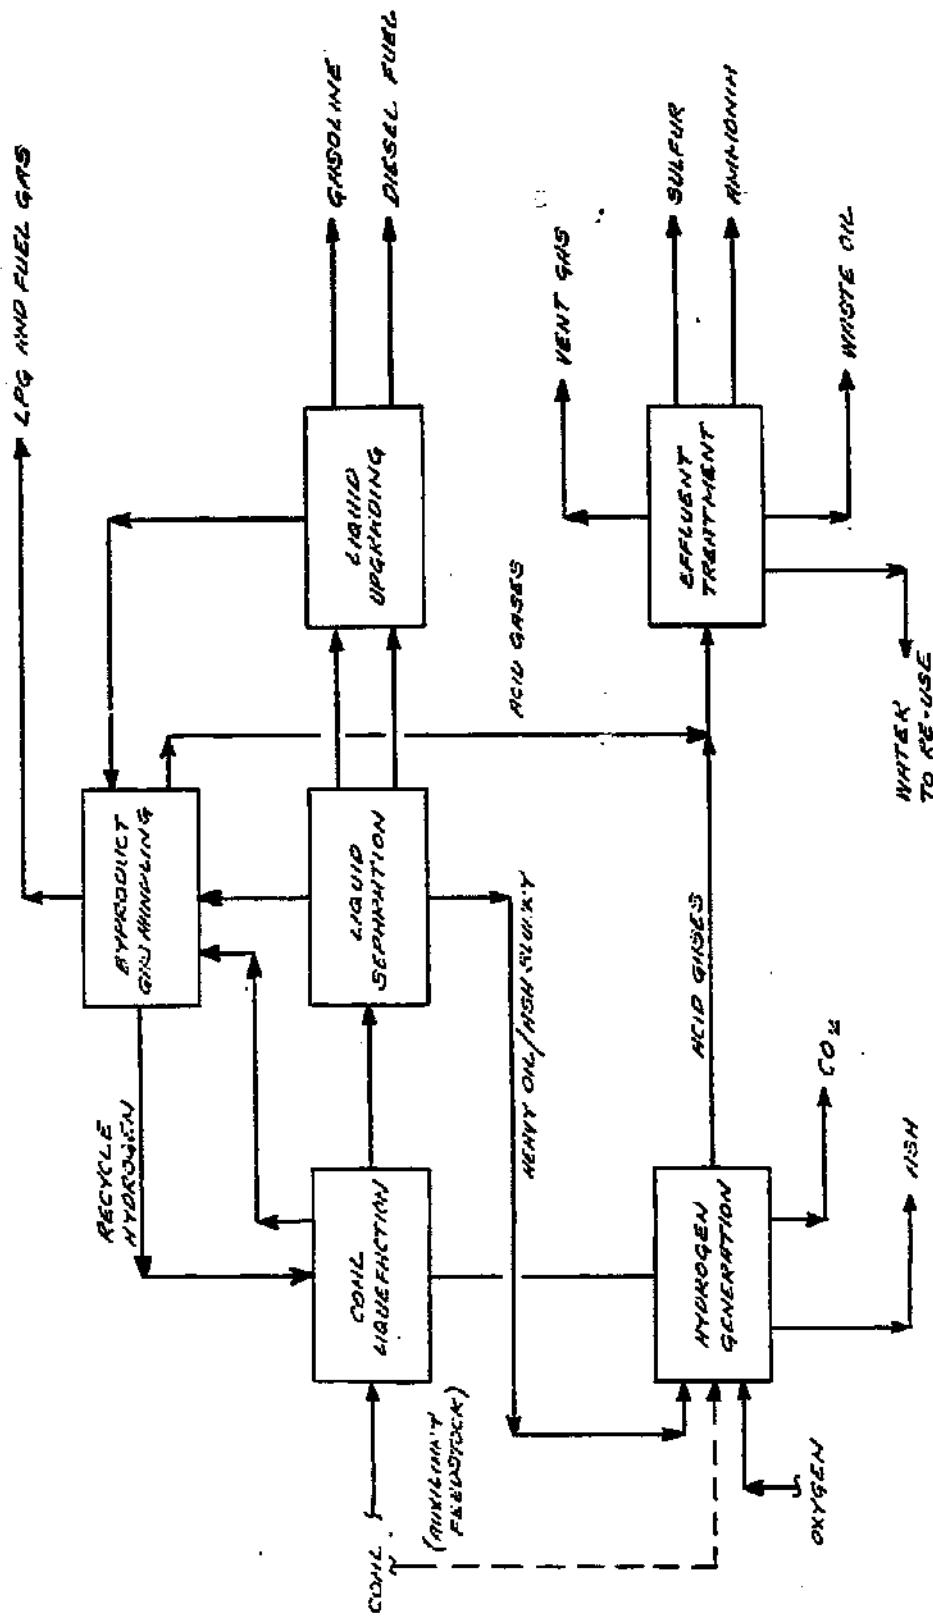 LPG AND FUEL GAS
RECYCLE
HYDROGEN
BYPRODUCT
GAS HANDLING
COAL
(AUXILIARY
FEEDSTOCK)
COAL
LIQUEFACTION
LIQUID
SEPARATION
LIQUID
UPGRADING
GASOLINE
DIESEL FUEL
HEAVY OIL/ASH SLURRY
ACID GASES
VENT GAS
OXYGEN
HYDROGEN
GENERATION
ACID GASES
EFFLUENT
TREATMENT
SULFUR
AMMONIA
CO2
ASH
WATER
TO RE-USE
WASTE OIL